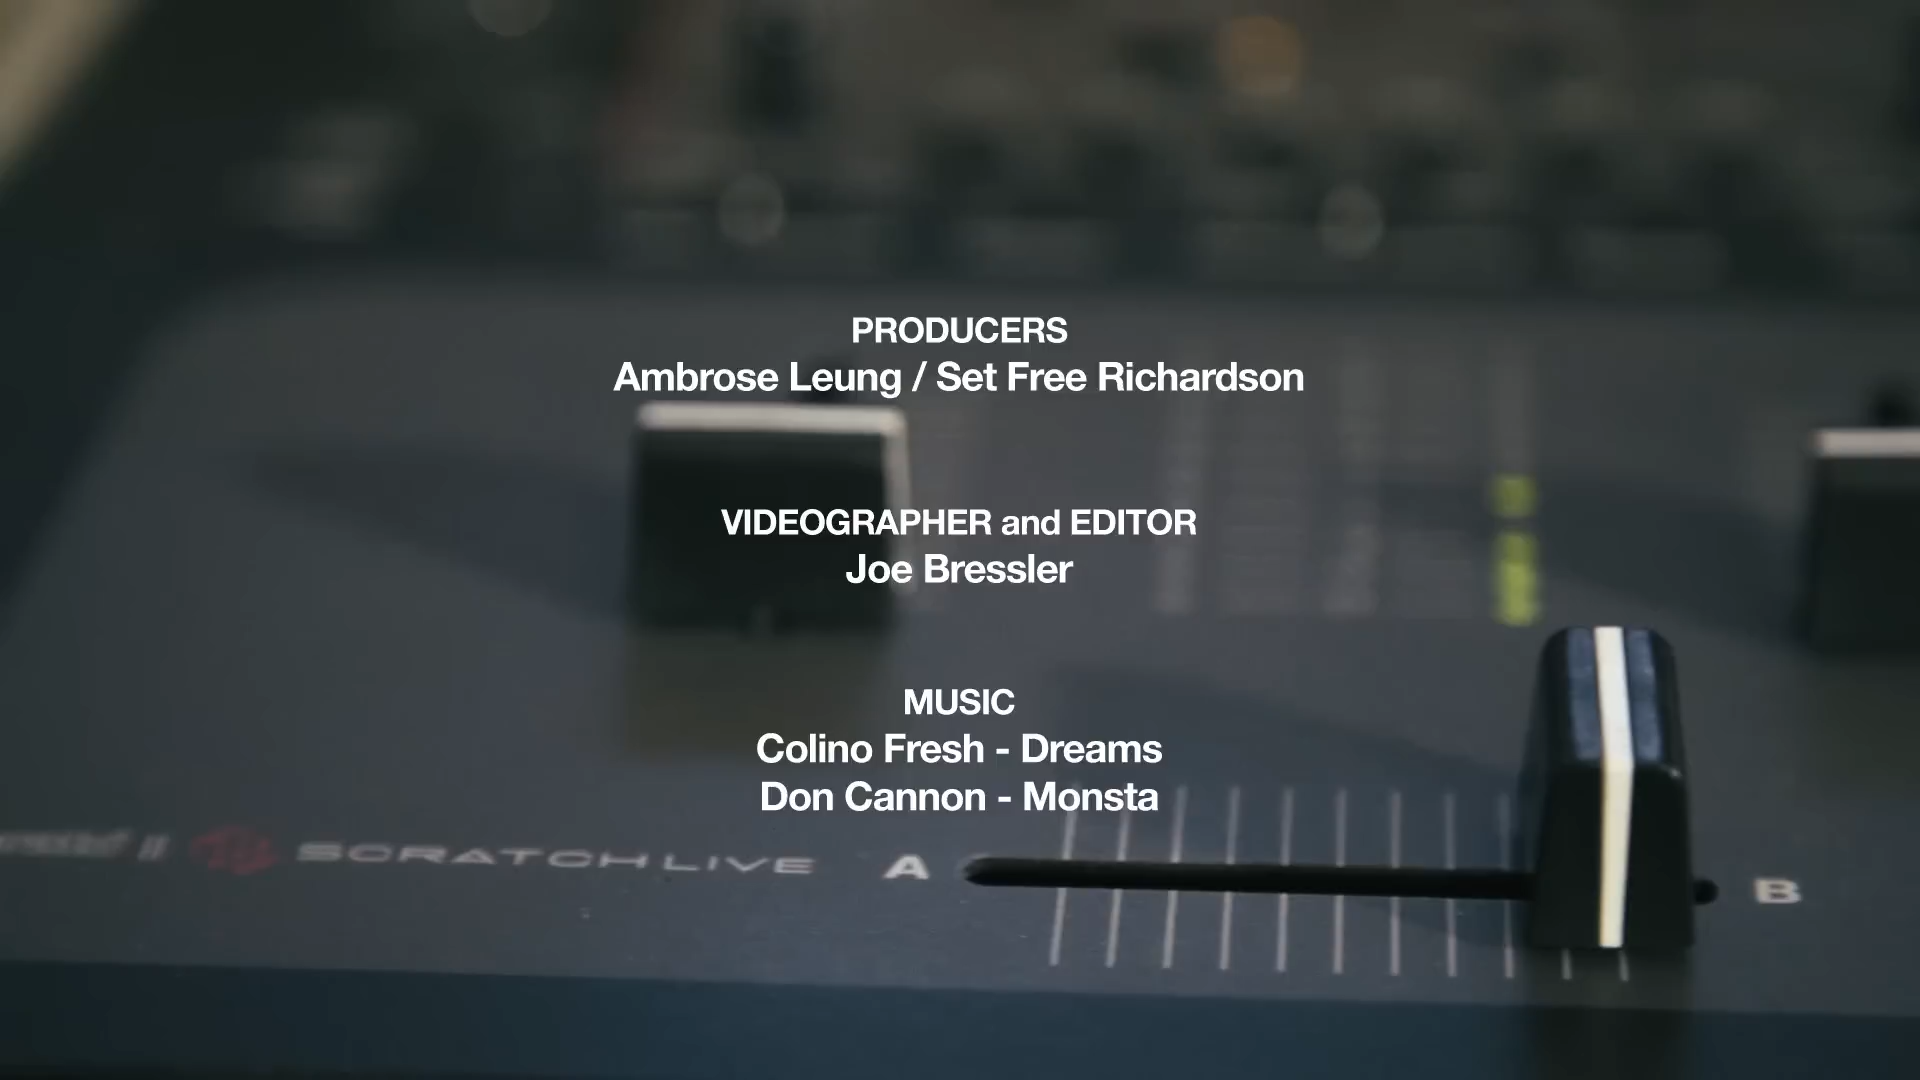 PRODUCERS
Ambrose Leung / Set Free Richardson
VIDEOGRAPHER and EDITOR
Joe Bressler
MUSIC
Colino Fresh - Dreams
Don Cannon - Monsta
SCRATCH LIVE A B